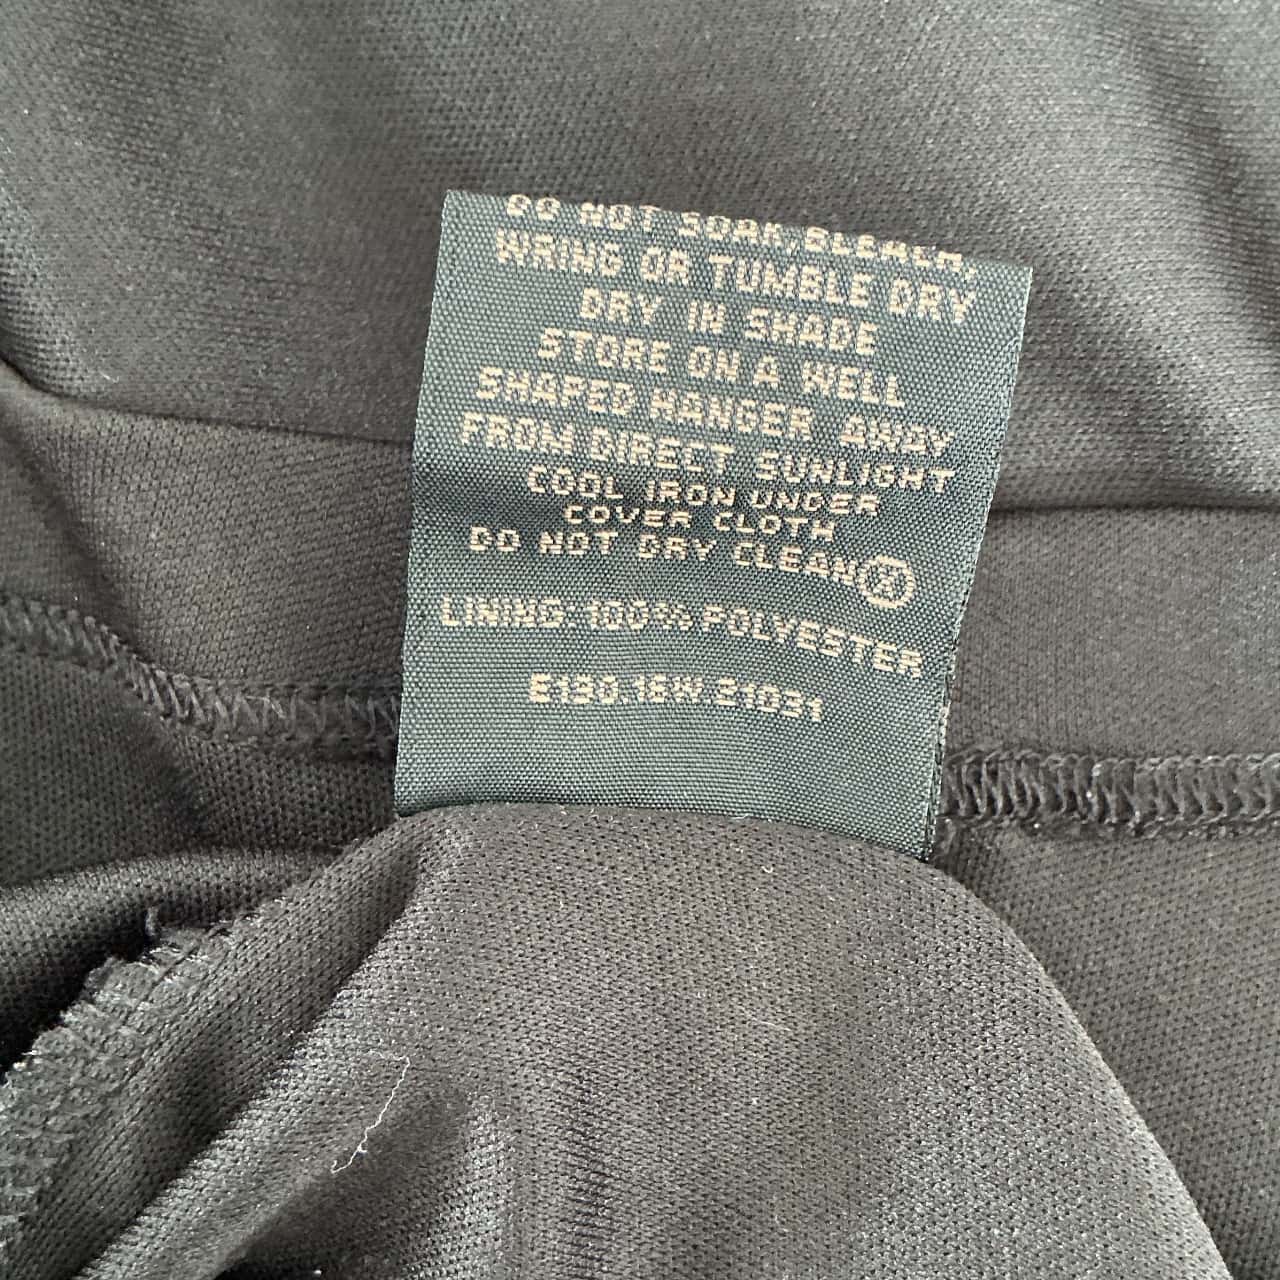 DO NOT SOAK, BLEACH,
WRING OR TUMBLE DRY
DRY IN SHADE
STORE ON A WELL
SHAPED HANGER AWAY
FROM DIRECT SUNLIGHT
COOL IRON UNDER
COVER CLOTH
DO NOT DRY CLEAN
LINING: 100% POLYESTER
E190.16W 21031